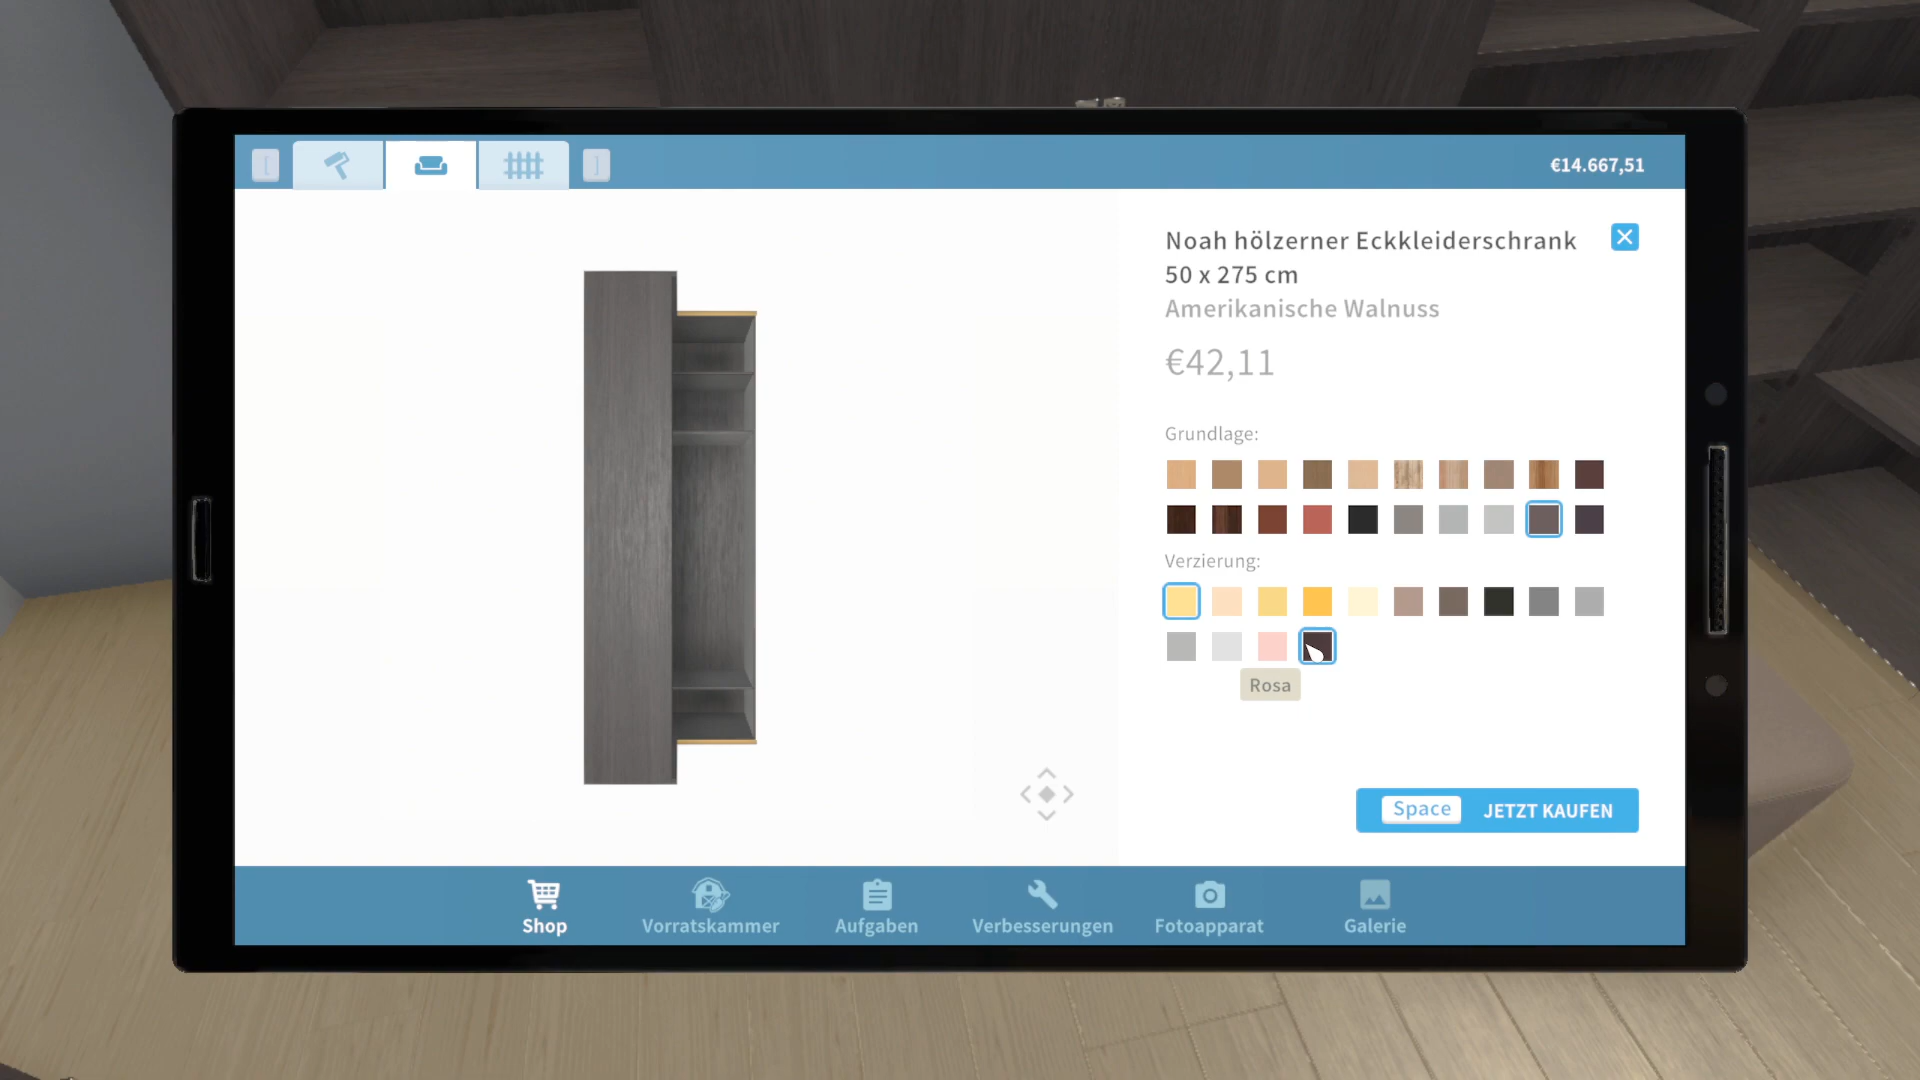 [
]
€14.667,51
Noah hölzerner Eckkleiderschrank
50 x 275 cm
Amerikanische Walnuss
€42,11
Grundlage:
Verzierung:
Rosa
Space JETZT KAUFEN
Shop
Vorratskammer
Aufgaben
Verbesserungen
Fotoapparat
Galerie